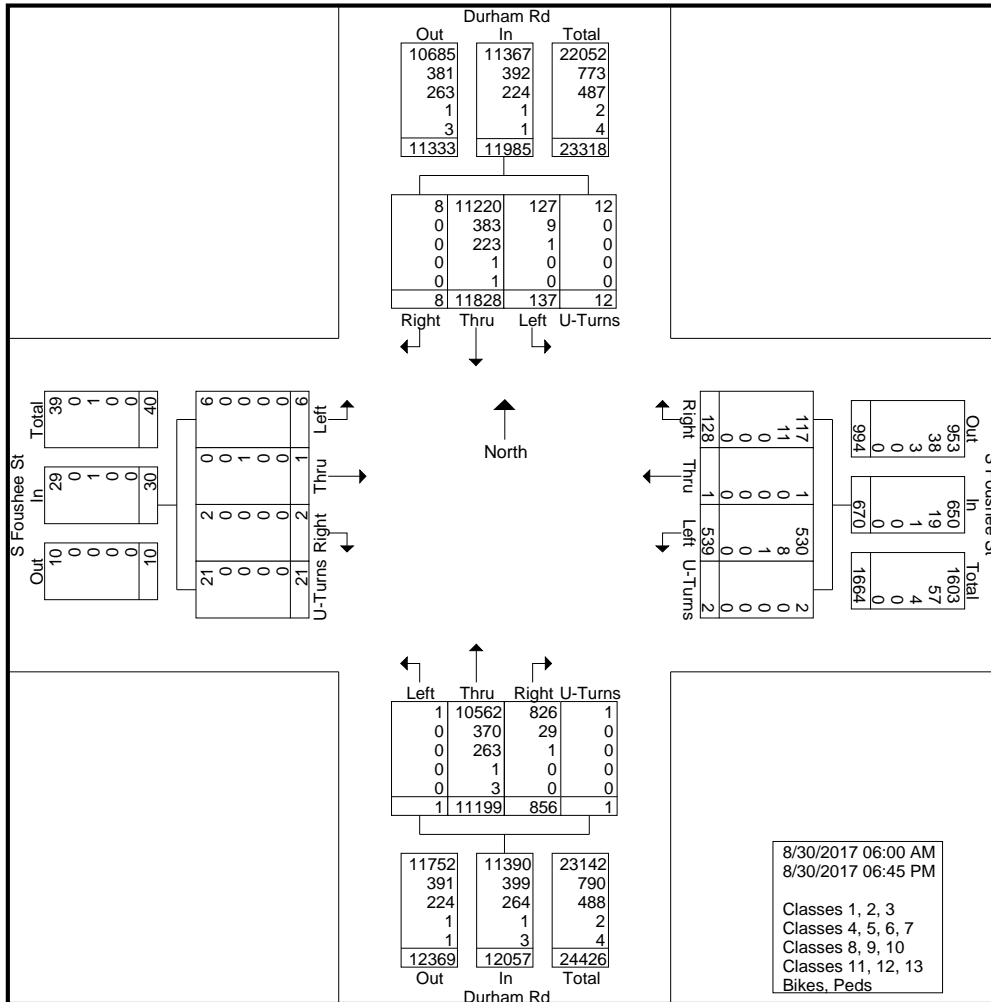 Durham Rd
Out In Total
10685 11367 22052
381 392 773
263 224 487
1 1 2
3 1 4
11333 11985 23318
8 11220 127 12
0 383 9 0
0 223 1 0
0 1 0 0
0 1 0 0
8 11828 137 12
Right Thru Left U-Turns
S Foushee St
Total
39 0 1 0 0 40
In
29 0 1 0 0 30
Out
10 0 0 0 0 10
Left
6 0 0 0 0 6
Thru
0 0 1 0 0 1
Right
2 0 0 0 0 2
U-Turns
21 0 0 0 0 21
North
Right
117 11 0 0 0 128
Thru
1 0 0 0 0 1
Left
530 8 1 0 0 539
U-Turns
2 0 0 0 0 2
Out
953 38 3 0 0 994
In
650 19 1 0 0 670
Total
1603 57 4 0 0 1664
S Foushee St
Left Thru Right U-Turns
1 10562 826 1
0 370 29 0
0 263 1 0
0 1 0 0
0 3 0 0
1 11199 856 1
11752 11390 23142
391 399 790
224 264 488
1 1 2
1 3 4
12369 12057 24426
Out In Total
Durham Rd
8/30/2017 06:00 AM
8/30/2017 06:45 PM
Classes 1, 2, 3
Classes 4, 5, 6, 7
Classes 8, 9, 10
Classes 11, 12, 13
Bikes, Peds